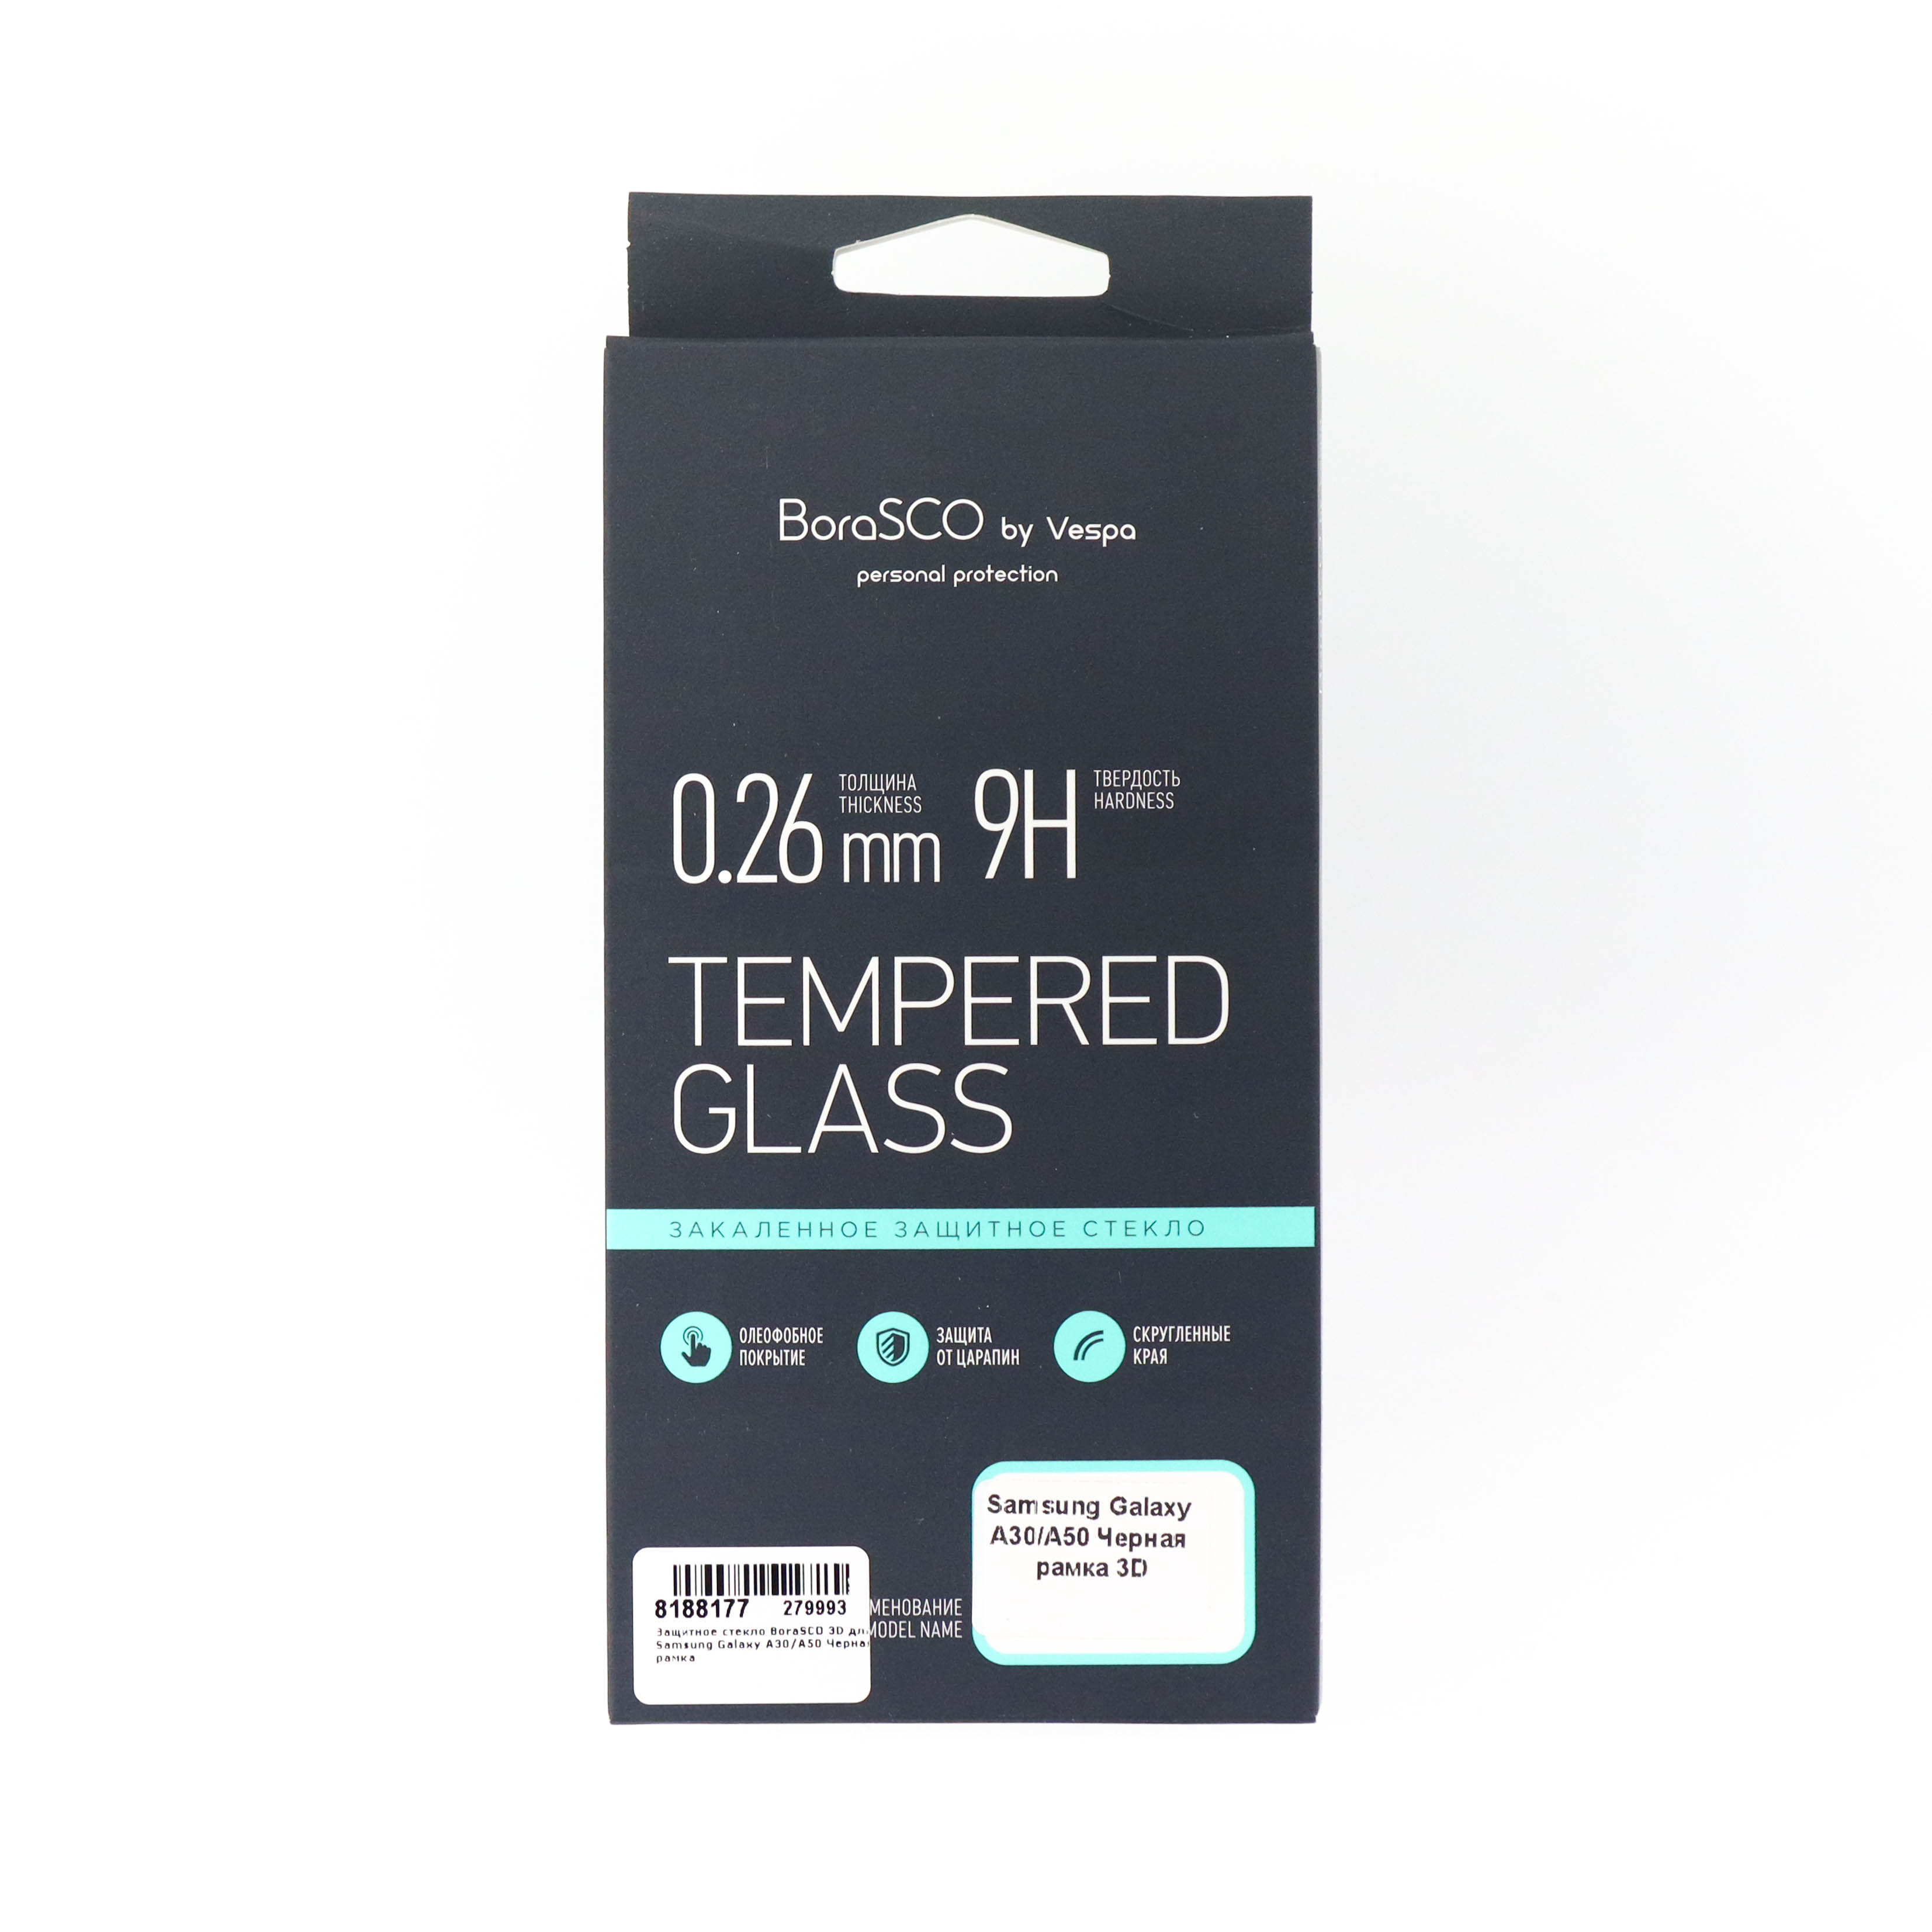 BoraSCO by Vespa
personal protection
0.26 mm
ТОЛЩИНА
THICKNESS
9H
ТВЕРДОСТЬ
HARDNESS
TEMPERED
GLASS
ЗАКАЛЕННОЕ ЗАЩИТНОЕ СТЕКЛО
ОЛЕОФОБНОЕ
ПОКРЫТИЕ
ЗАЩИТА
ОТ ЦАРАПИН
СКРУГЛЕННЫЕ
КРАЯ
Samsung Galaxy
A30/A50 Черная
рамка 3D
МЕНОВАНИЕ
MODEL NAME
8188177 279993
Защитное стекло BoraSCO 3D дл
Samsung Galaxy A30/A50 Черна
рамка